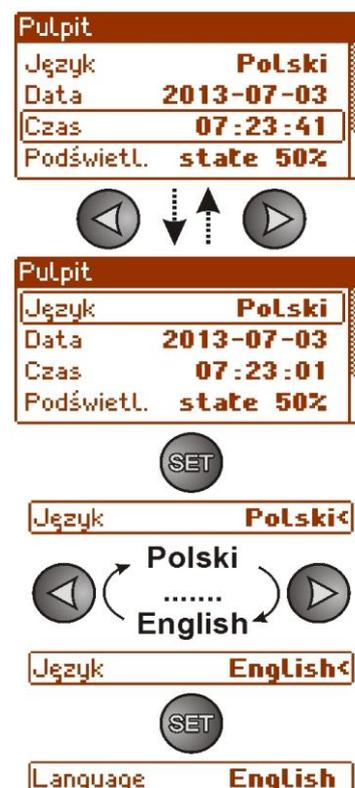 Pulpit
Język Polski
Data 2013-07-03
Czas 07:23:41
Podświetl. stałe 50%
Pulpit
Język Polski
Data 2013-07-03
Czas 07:23:01
Podświetl. stałe 50%
SET
Język Polski<
Polski
.......
English
Język English<
SET
Language English